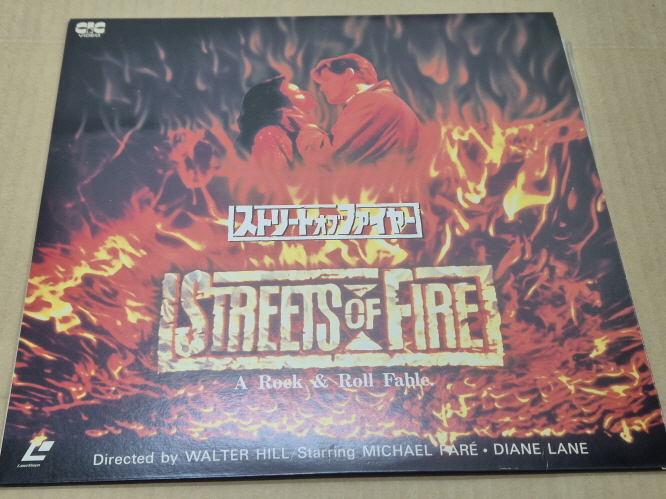 CIC
VIDEO
ストリート・オブ・ファイヤー
STREETS OF FIRE
A Rock & Roll Fable.
Directed by WALTER HILL/Starring MICHAEL PARÉ・DIANE LANE
LaserDisc